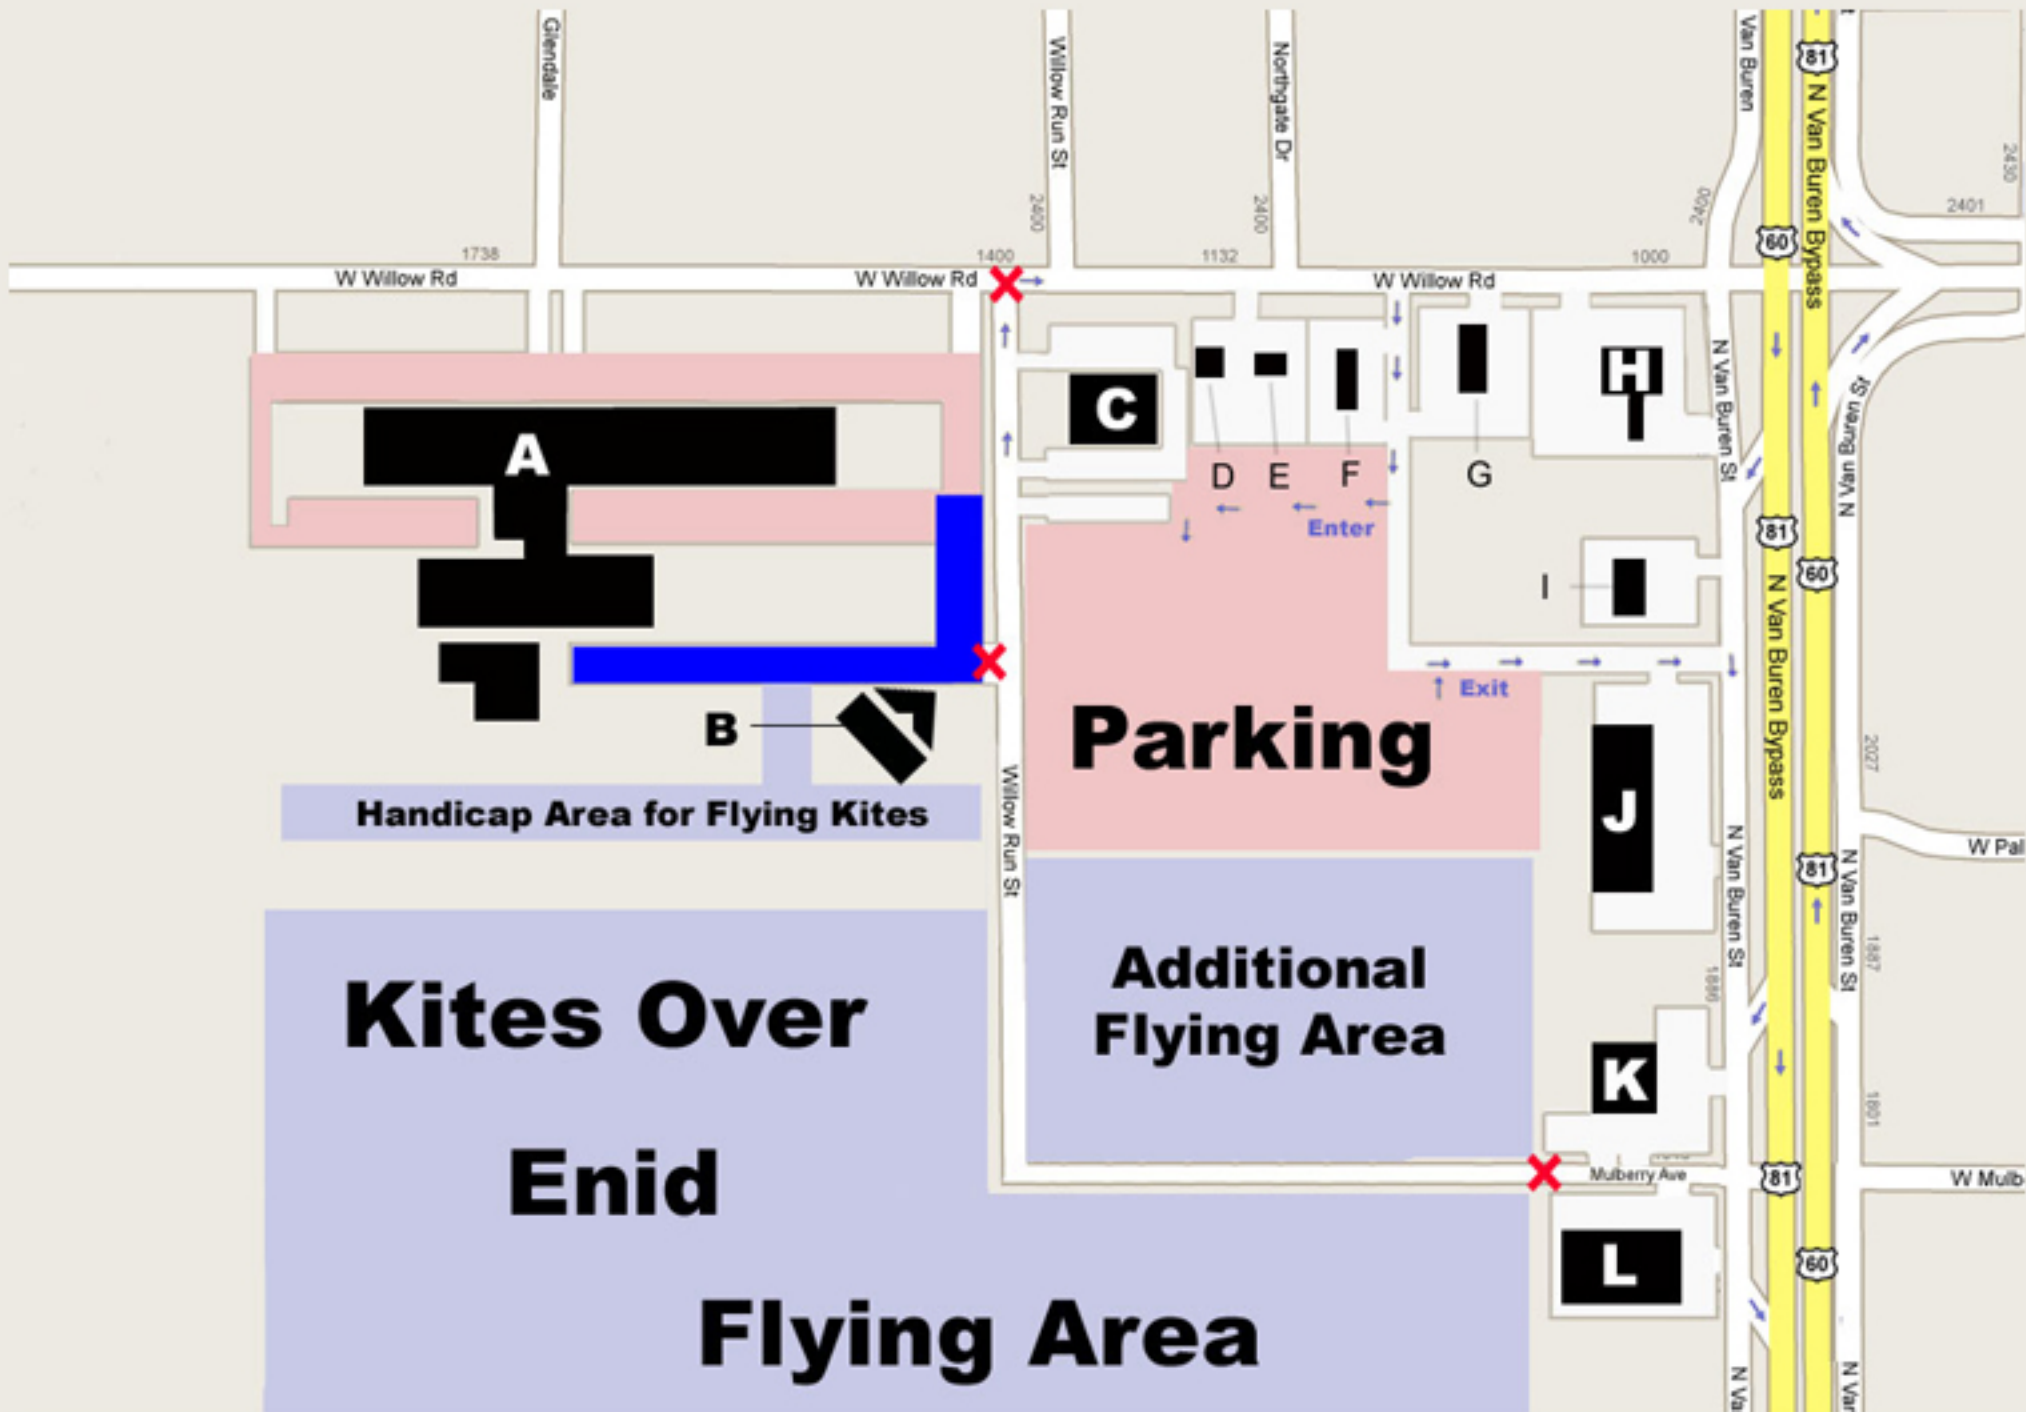 Glendale
Willow Run St
Northgate Dr
Van Buren
81
N Van Buren Bypass
2430
2400
2400
2400
2401
1738
1400
1132
1000
60
W Willow Rd
W Willow Rd
W Willow Rd
N Van Buren St
N Van Buren St
A
C
H
D
E
F
G
Enter
81
60
I
N Van Buren Bypass
Exit
B
Parking
2027
Handicap Area for Flying Kites
Willow Run St
J
W Pal
81
N Van Buren St
N Van Buren St
Kites Over
Enid
Flying Area
Additional
Flying Area
1887
1886
K
1801
Mulberry Ave
81
W Mulb
L
60
N Va
N Var